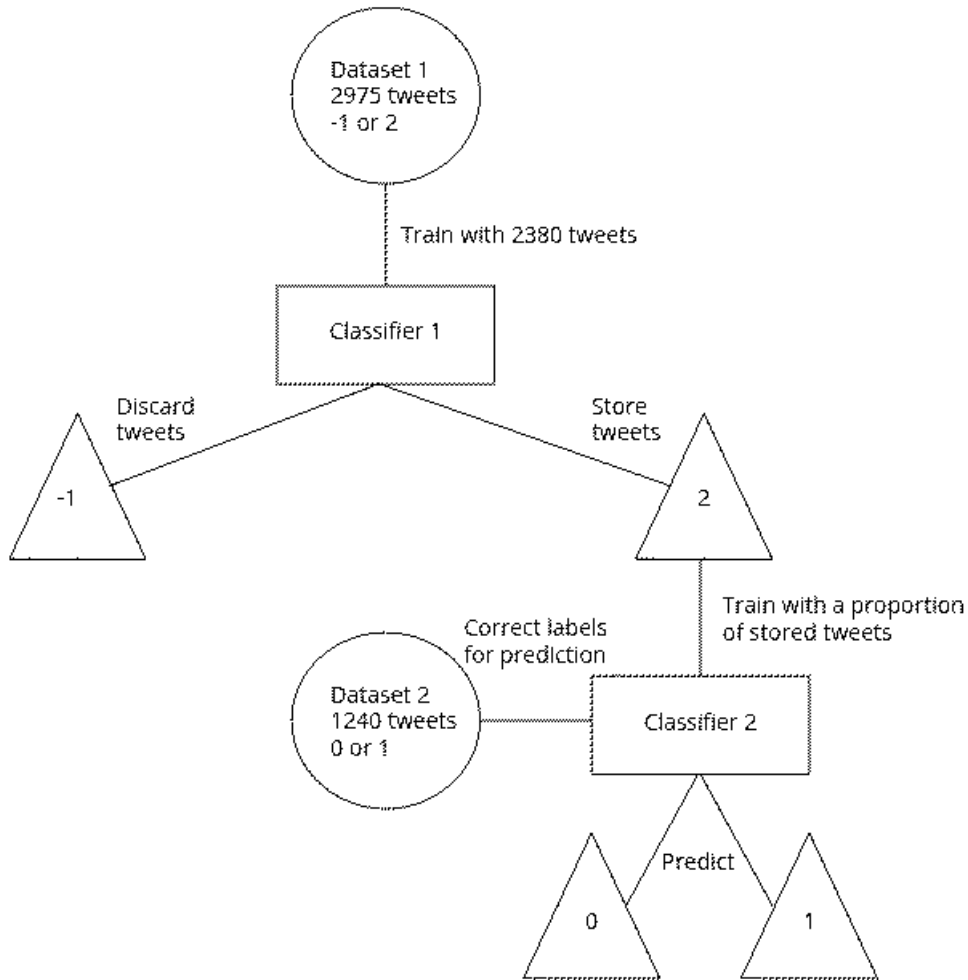 Dataset 1
2975 tweets
-1 or 2
Train with 2380 tweets
Classifier 1
Discard
tweets
Store
tweets
-1
2
Train with a proportion
of stored tweets
Correct labels
for prediction
Dataset 2
1240 tweets
0 or 1
Classifier 2
Predict
0
1